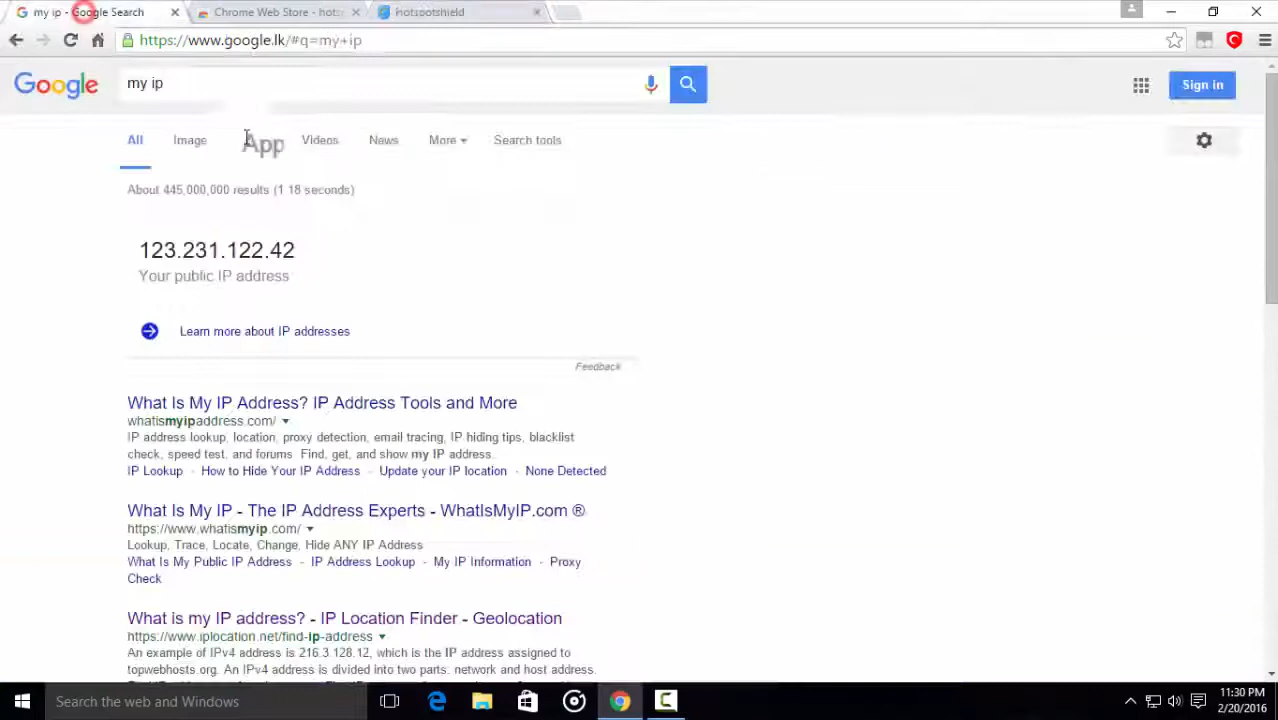 my ip - Google Search
Chrome Web Store - hots
hotspotshield
https://www.google.lk/#q=my+ip
Google
my ip
Sign in
All
Image
App
Videos
News
More
Search tools
About 445,000,000 results (1 18 seconds)
123.231.122.42
Your public IP address
Learn more about IP addresses
Feedback
What Is My IP Address? IP Address Tools and More
whatismyipaddress.com/
IP address lookup, location, proxy detection, email tracing, IP hiding tips, blacklist
check, speed test, and forums Find, get, and show my IP address.
IP Lookup - How to Hide Your IP Address - Update your IP location - None Detected
What Is My IP - The IP Address Experts - WhatIsMyIP.com ®
https://www.whatismyip.com/
Lookup, Trace, Locate, Change, Hide ANY IP Address
What Is My Public IP Address - IP Address Lookup - My IP Information - Proxy
Check
What is my IP address? - IP Location Finder - Geolocation
https://www.iplocation.net/find-ip-address
An example of IPv4 address is 216.3.128.12, which is the IP address assigned to
topwebhosts.org. An IPv4 address is divided into two parts: network and host address.
Search the web and Windows
11:30 PM
2/20/2016